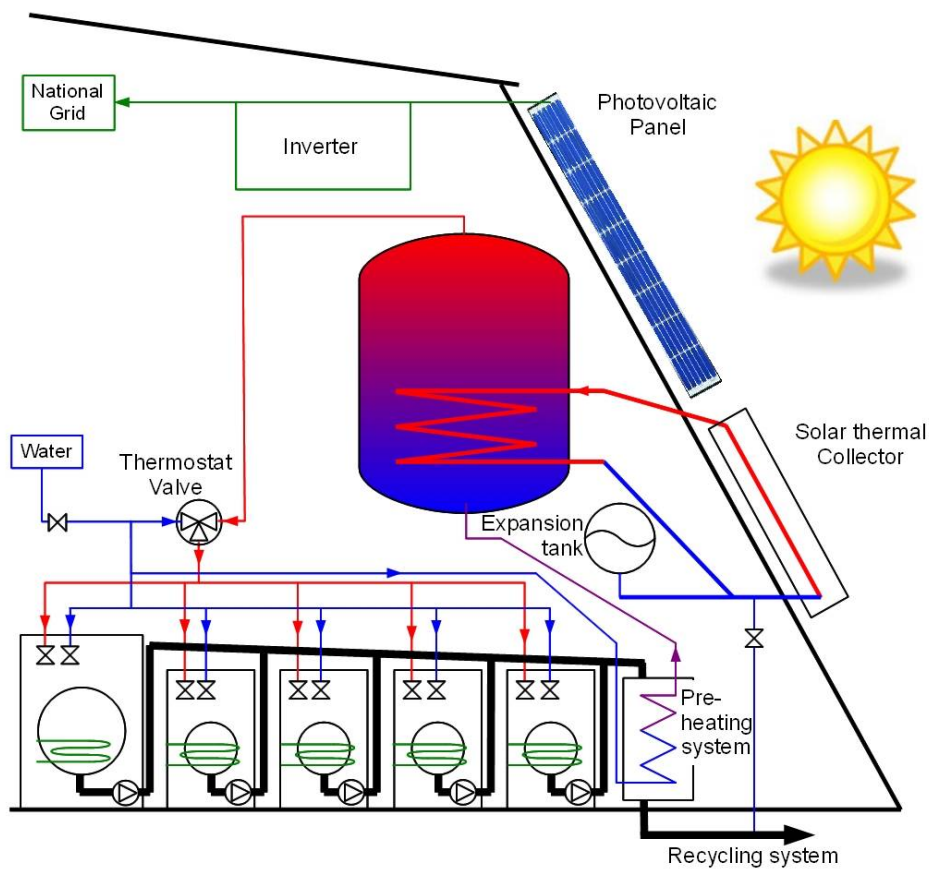 National
Grid
Inverter
Photovoltaic
Panel
Water
Thermostat
Valve
Solar thermal
Collector
Expansion
tank
Pre-
heating
system
Recycling system